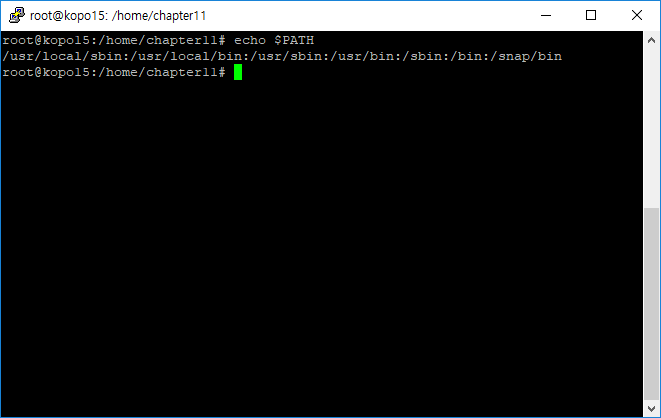 root@kopo15: /home/chapter11
root@kopo15:/home/chapter11# echo $PATH
/usr/local/sbin:/usr/local/bin:/usr/sbin:/usr/bin:/sbin:/bin:/snap/bin
root@kopo15:/home/chapter11#